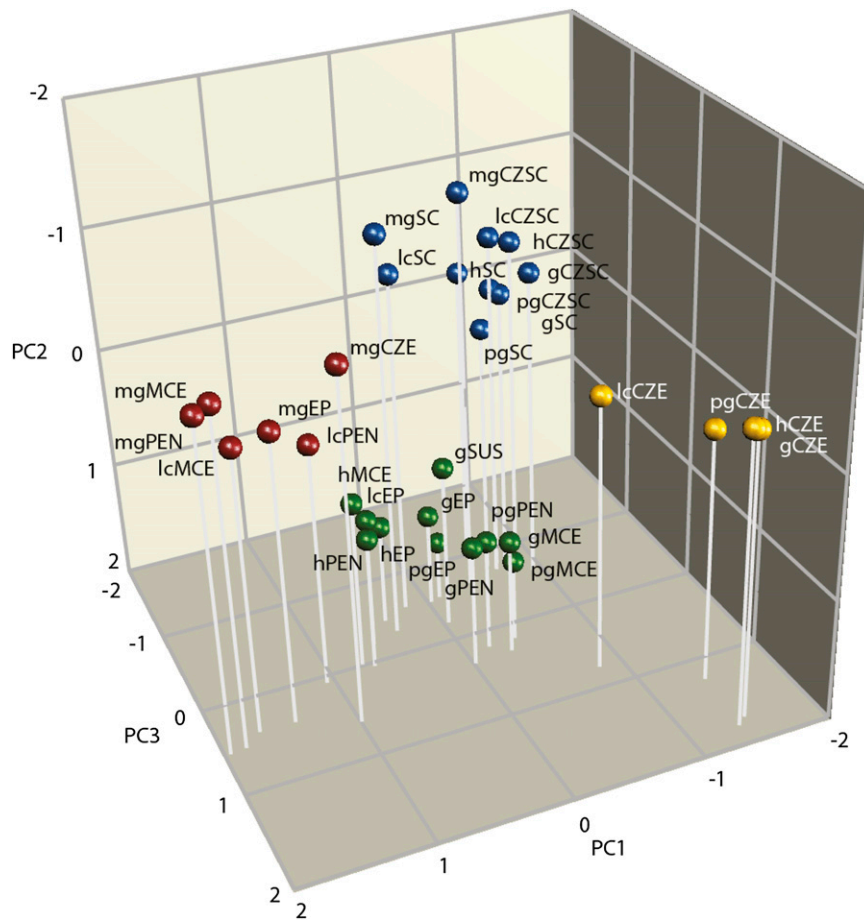 -2
mgCZSC
mgSC
lcCZSC
hCZSC
-1
lcSC
hSC
gCZSC
pgCZSC
gSC
mgCZE
pgSC
PC2
0
mgMCE
lcCZE
mgEP
pgCZE
hCZE
mgPEN
lcPEN
gCZE
lcMCE
gSUS
1
hMCE
lcEP
gEP
pgPEN
gMCE
hPEN
hEP
pgEP
pgMCE
gPEN
2
-2
-1
0
PC3
-2
1
-1
0
PC1
1
2
2